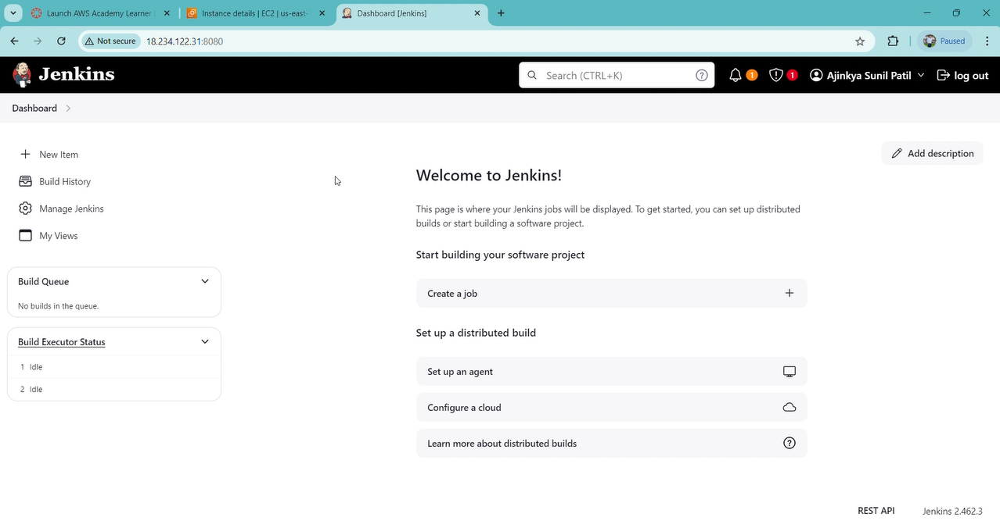 Launch AWS Academy Learner
Instance details | EC2 | us-east-
Dashboard [Jenkins]
Not secure
18.234.122.31:8080
Paused
Jenkins
Search (CTRL+K)
1
1
Ajinkya Sunil Patil
log out
Dashboard
New Item
Build History
Manage Jenkins
My Views
Build Queue
No builds in the queue.
Build Executor Status
1 Idle
2 Idle
Add description
Welcome to Jenkins!
This page is where your Jenkins jobs will be displayed. To get started, you can set up distributed
builds or start building a software project.
Start building your software project
Create a job
Set up a distributed build
Set up an agent
Configure a cloud
Learn more about distributed builds
REST API
Jenkins 2.462.3